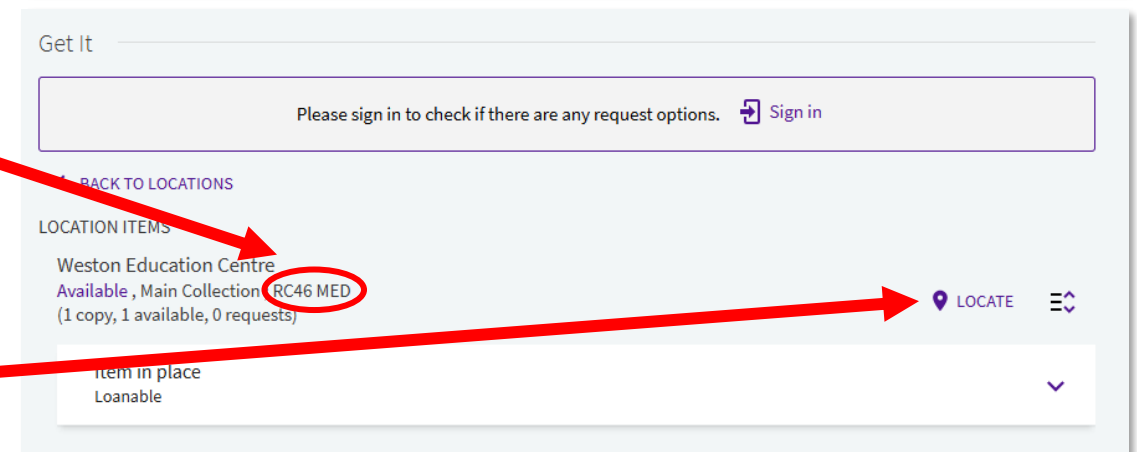 Get It
Please sign in to check if there are any request options. Sign in
BACK TO LOCATIONS
LOCATION ITEMS
Weston Education Centre
Available , Main Collection RC46 MED
(1 copy, 1 available, 0 requests)
LOCATE
Item in place
Loanable